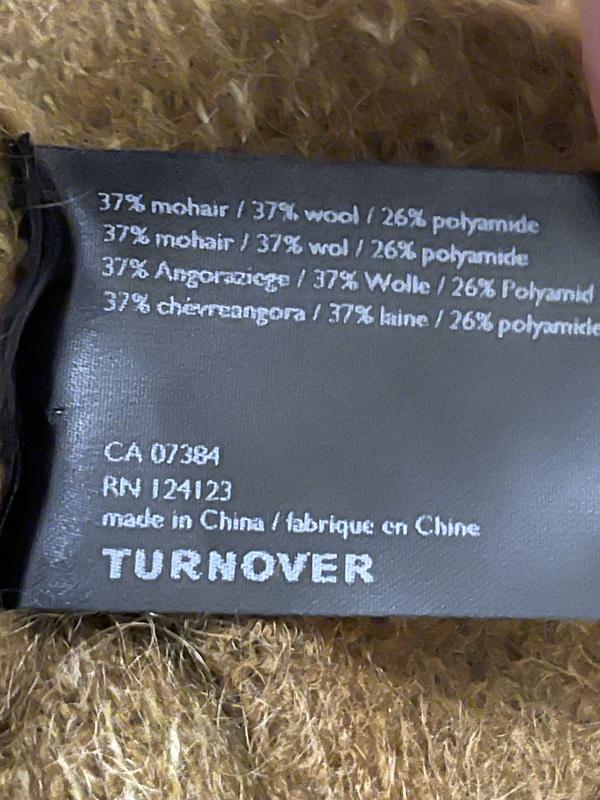 37% mohair / 37% wool / 26% polyamide
37% mohair / 37% wol / 26% polyamide
37% Angoraziege / 37% Wolle / 26% Polyamid
37% chévreangora / 37% laine / 26% polyamide
CA 07384
RN 124123
made in China / fabrique en Chine
TURNOVER